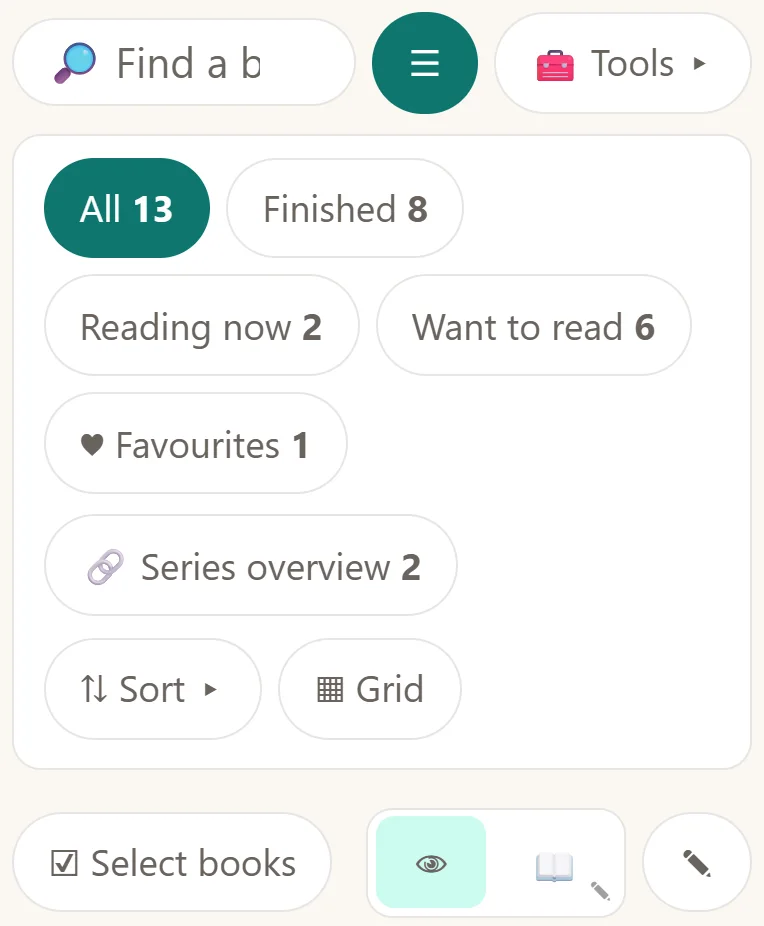 Find a b
Tools
All 13
Finished 8
Reading now 2
Want to read 6
Favourites 1
Series overview 2
Sort
Grid
Select books